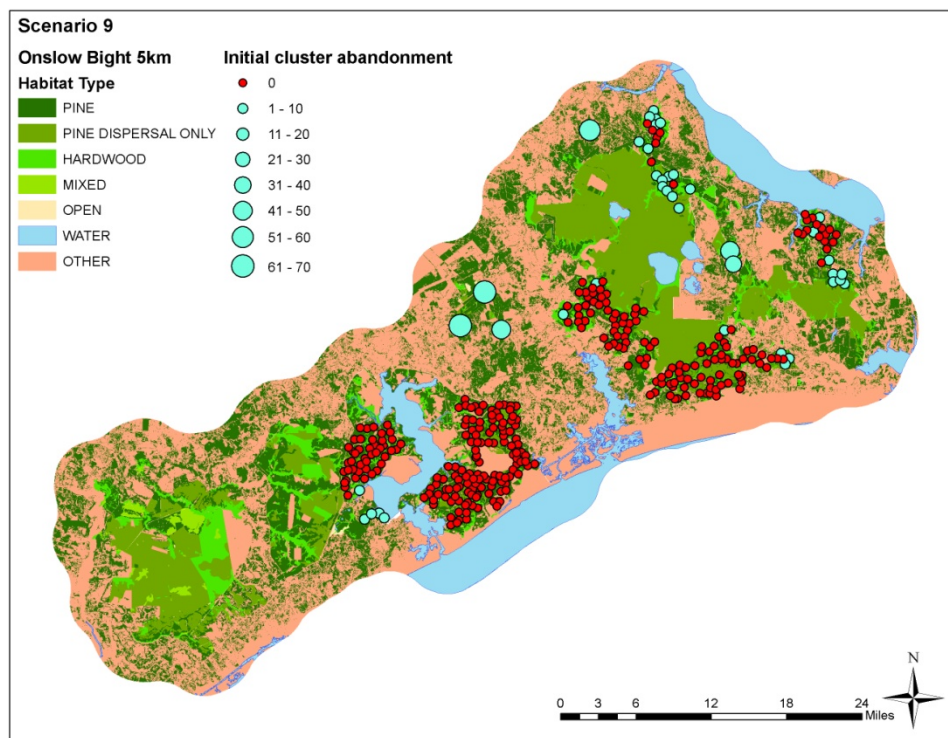 Scenario 9
Onslow Bight 5km
Habitat Type
PINE
PINE DISPERSAL ONLY
HARDWOOD
MIXED
OPEN
WATER
OTHER
Initial cluster abandonment
0
1 - 10
11 - 20
21 - 30
31 - 40
41 - 50
51 - 60
61 - 70
N
0 3 6 12 18 24
Miles